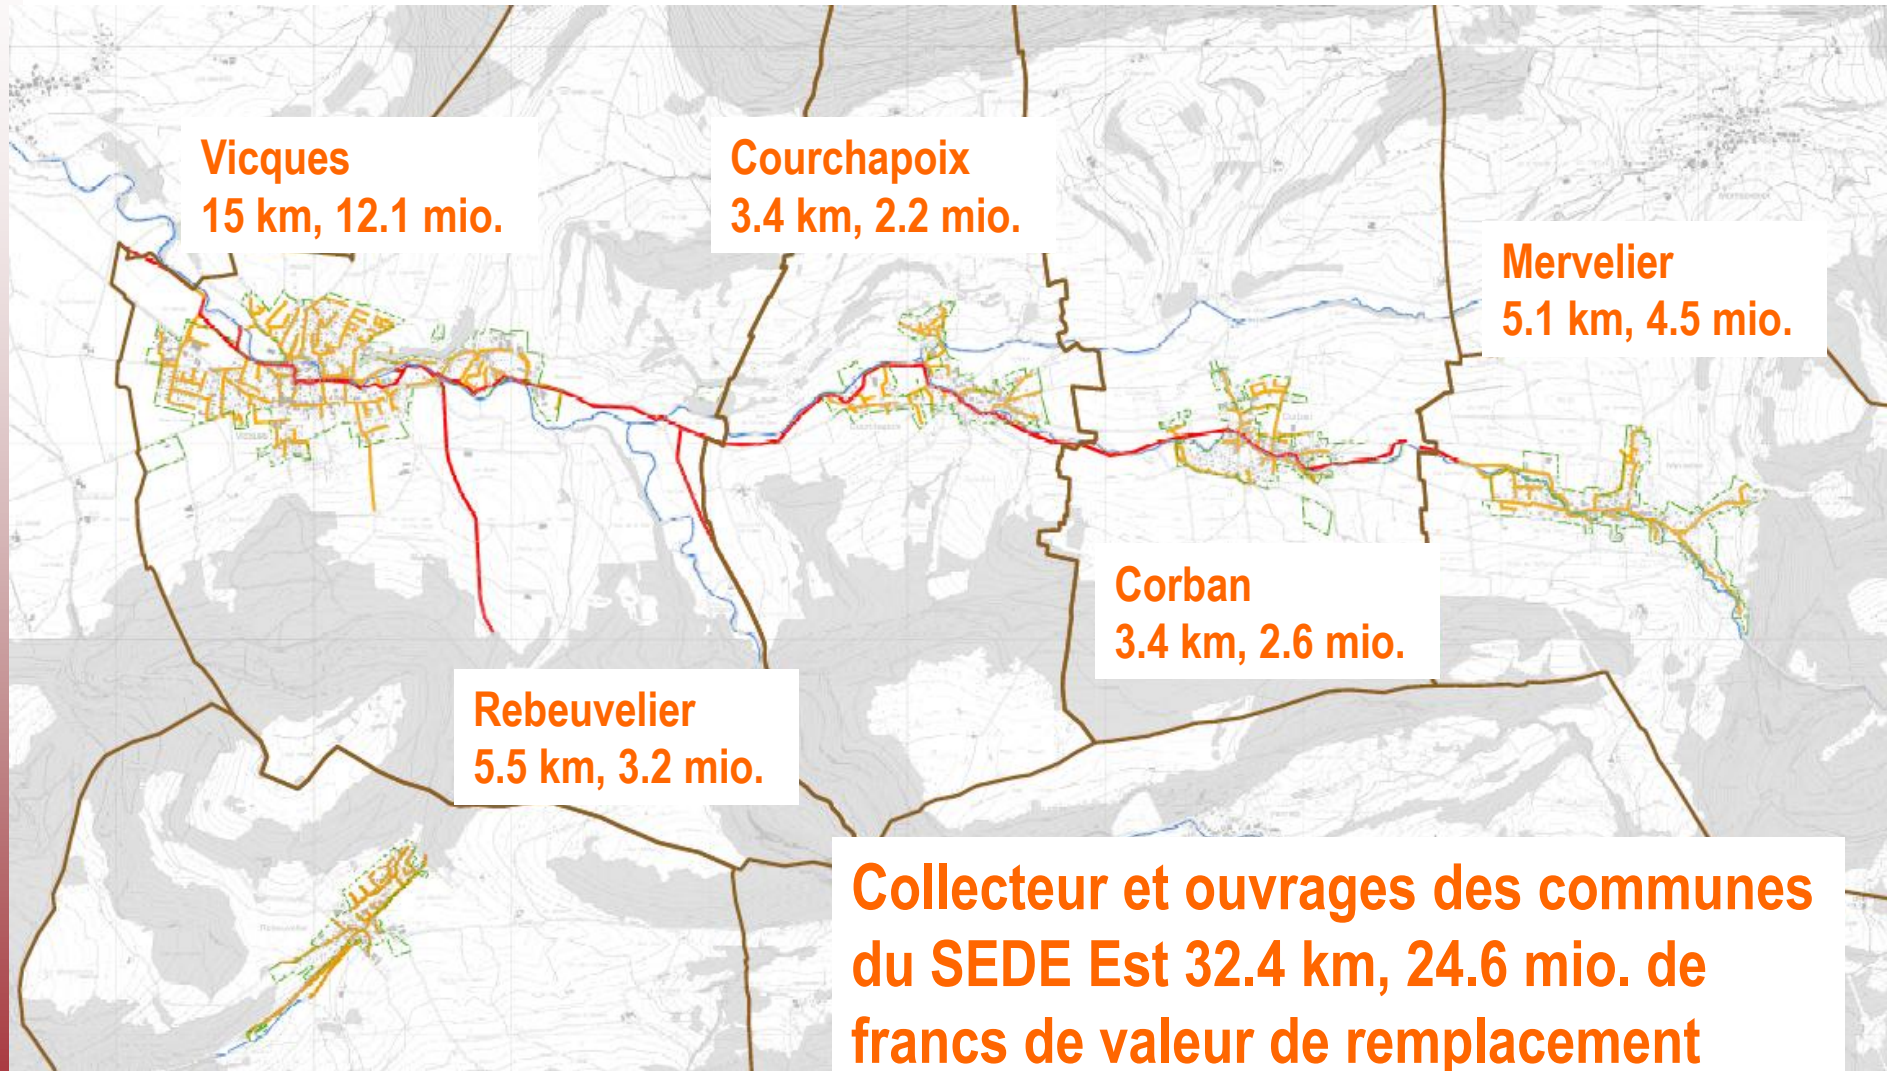 Vicques
15 km, 12.1 mio.
Courchapoix
3.4 km, 2.2 mio.
Mervelier
5.1 km, 4.5 mio.
Corban
3.4 km, 2.6 mio.
Rebeuvelier
5.5 km, 3.2 mio.
Collecteur et ouvrages des communes
du SEDE Est 32.4 km, 24.6 mio. de
francs de valeur de remplacement